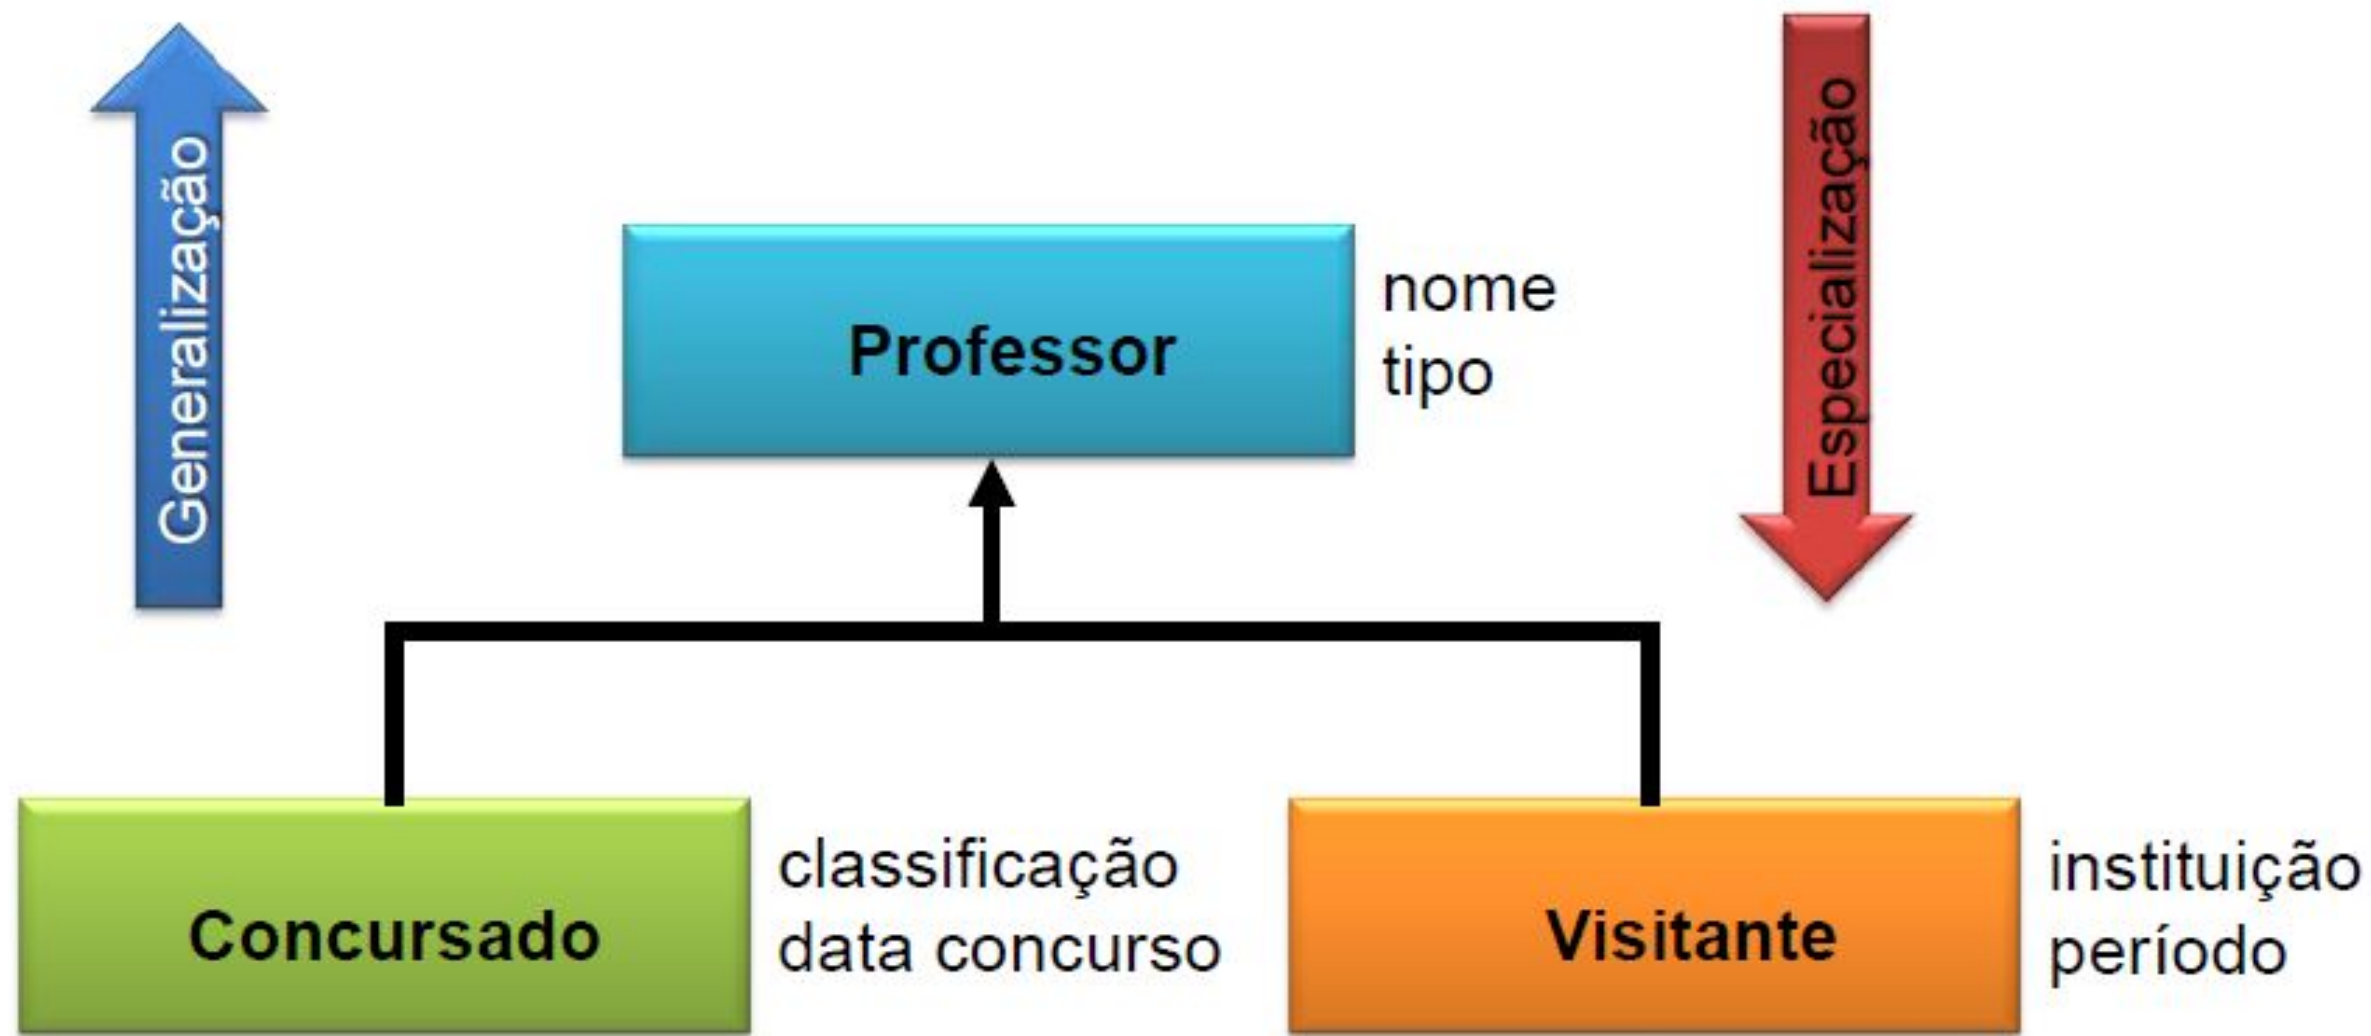 Generalização
Especialização
Professor
nome
tipo
Concursado
classificação
data concurso
Visitante
instituição
período